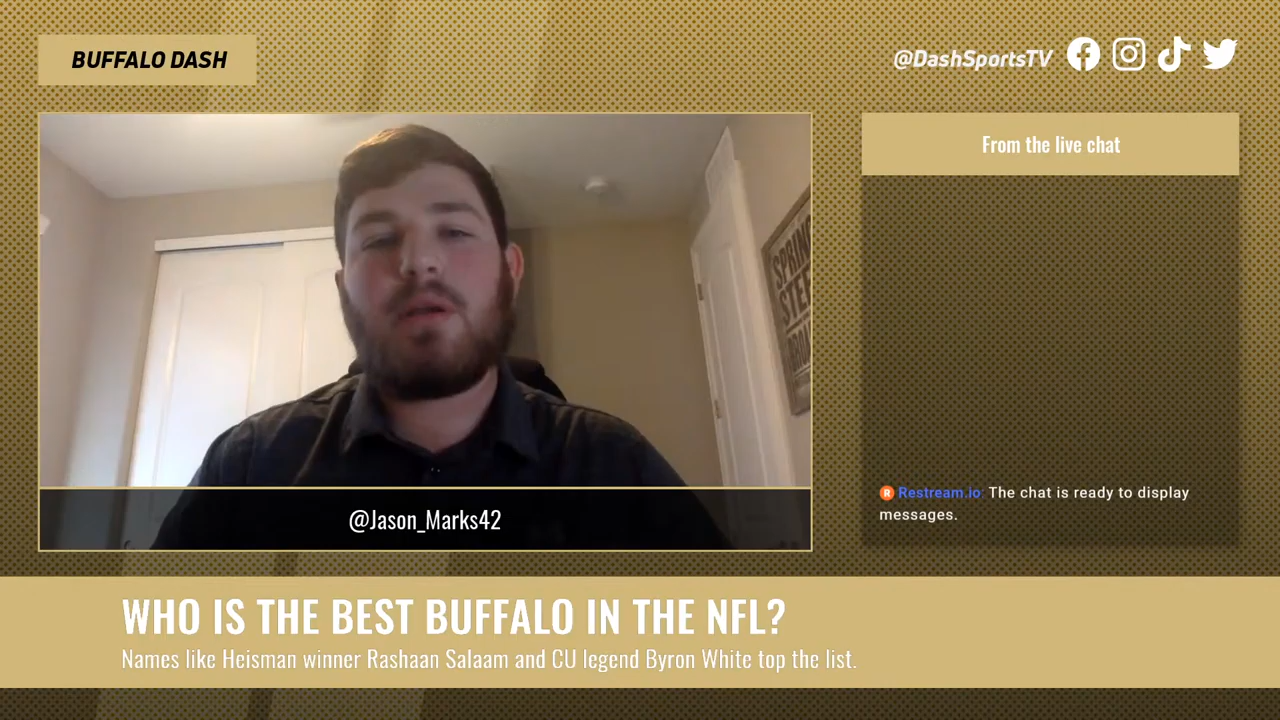 BUFFALO DASH
@DashSportsTV
From the live chat
SPRING
STEE
R Restream.io: The chat is ready to display
messages.
@Jason_Marks42
WHO IS THE BEST BUFFALO IN THE NFL?
Names like Heisman winner Rashaan Salaam and CU legend Byron White top the list.